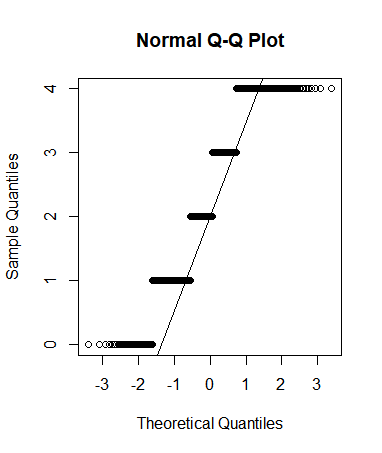 Normal Q-Q Plot
Sample Quantiles
4
3
2
1
0
-3 -2 -1 0 1 2 3
Theoretical Quantiles